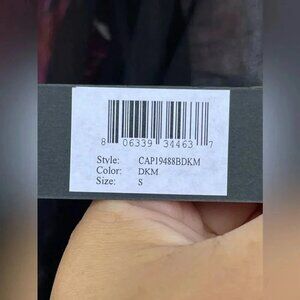 8 06339 34463 7
Style: CAP19488BDKM
Color: DKM
Size: S